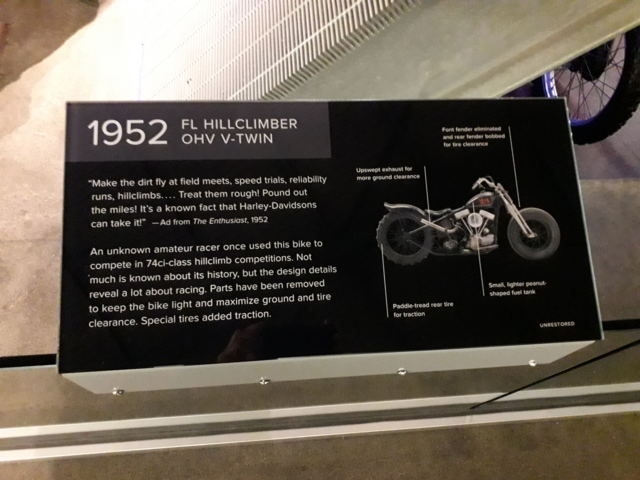 1952 FL HILLCLIMBER
OHV V-TWIN
"Make the dirt fly at field meets, speed trials, reliability
runs, hillclimbs.... Treat them rough! Pound out
the miles! It's a known fact that Harley-Davidsons
can take it!" —Ad from The Enthusiast, 1952
An unknown amateur racer once used this bike to
compete in 74ci-class hillclimb competitions. Not
much is known about its history, but the design details
reveal a lot about racing. Parts have been removed
to keep the bike light and maximize ground and tire
clearance. Special tires added traction.
Font fender eliminated
and rear fender bobbed
for tire clearance
Upswept exhaust for
more ground clearance
Small, lighter peanut-
shaped fuel tank
Paddle-tread rear tire
for traction
UNRESTORED